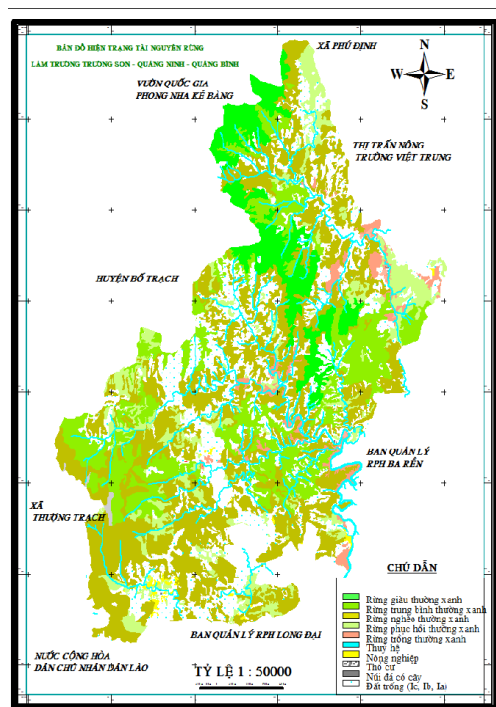 BẢN ĐỒ HIỆN TRẠNG TÀI NGUYÊN RỪNG
LÂM TRƯỜNG TRƯỜNG SƠN - QUẢNG NINH - QUẢNG BÌNH
XÃ PHÚ ĐỊNH
N
W
E
S
VƯỜN QUỐC GIA
PHONG NHA KẺ BÀNG
THỊ TRẤN NÔNG
TRƯỜNG VIỆT TRUNG
HUYỆN BỐ TRẠCH
BAN QUẢN LÝ
RPH BA RỀN
XÃ
THƯỢNG TRẠCH
BAN QUẢN LÝ RPH LONG ĐẠI
NƯỚC CỘNG HÒA
DÂN CHỦ NHÂN DÂN LÀO
TỶ LỆ 1 : 50000
CHÚ DẪN
Rừng giàu thường xanh
Rừng trung bình thường xanh
Rừng nghèo thường xanh
Rừng phục hồi thường xanh
Rừng trồng thường xanh
Thuỷ hệ
Nông nghiệp
Thổ cư
Núi đá có cây
Đất trống (Ic, Ib, Ia)